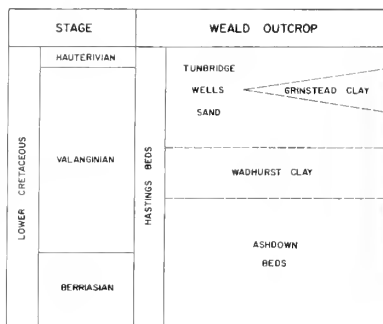 STAGE
WEALD OUTCROP
LOWER CRETACEOUS
HAUTERIVIAN
VALANGINIAN
BERRIASIAN
HASTINGS BEDS
TUNBRIDGE
WELLS
SAND
GRINSTEAD CLAY
WADHURST CLAY
ASHDOWN
BEDS